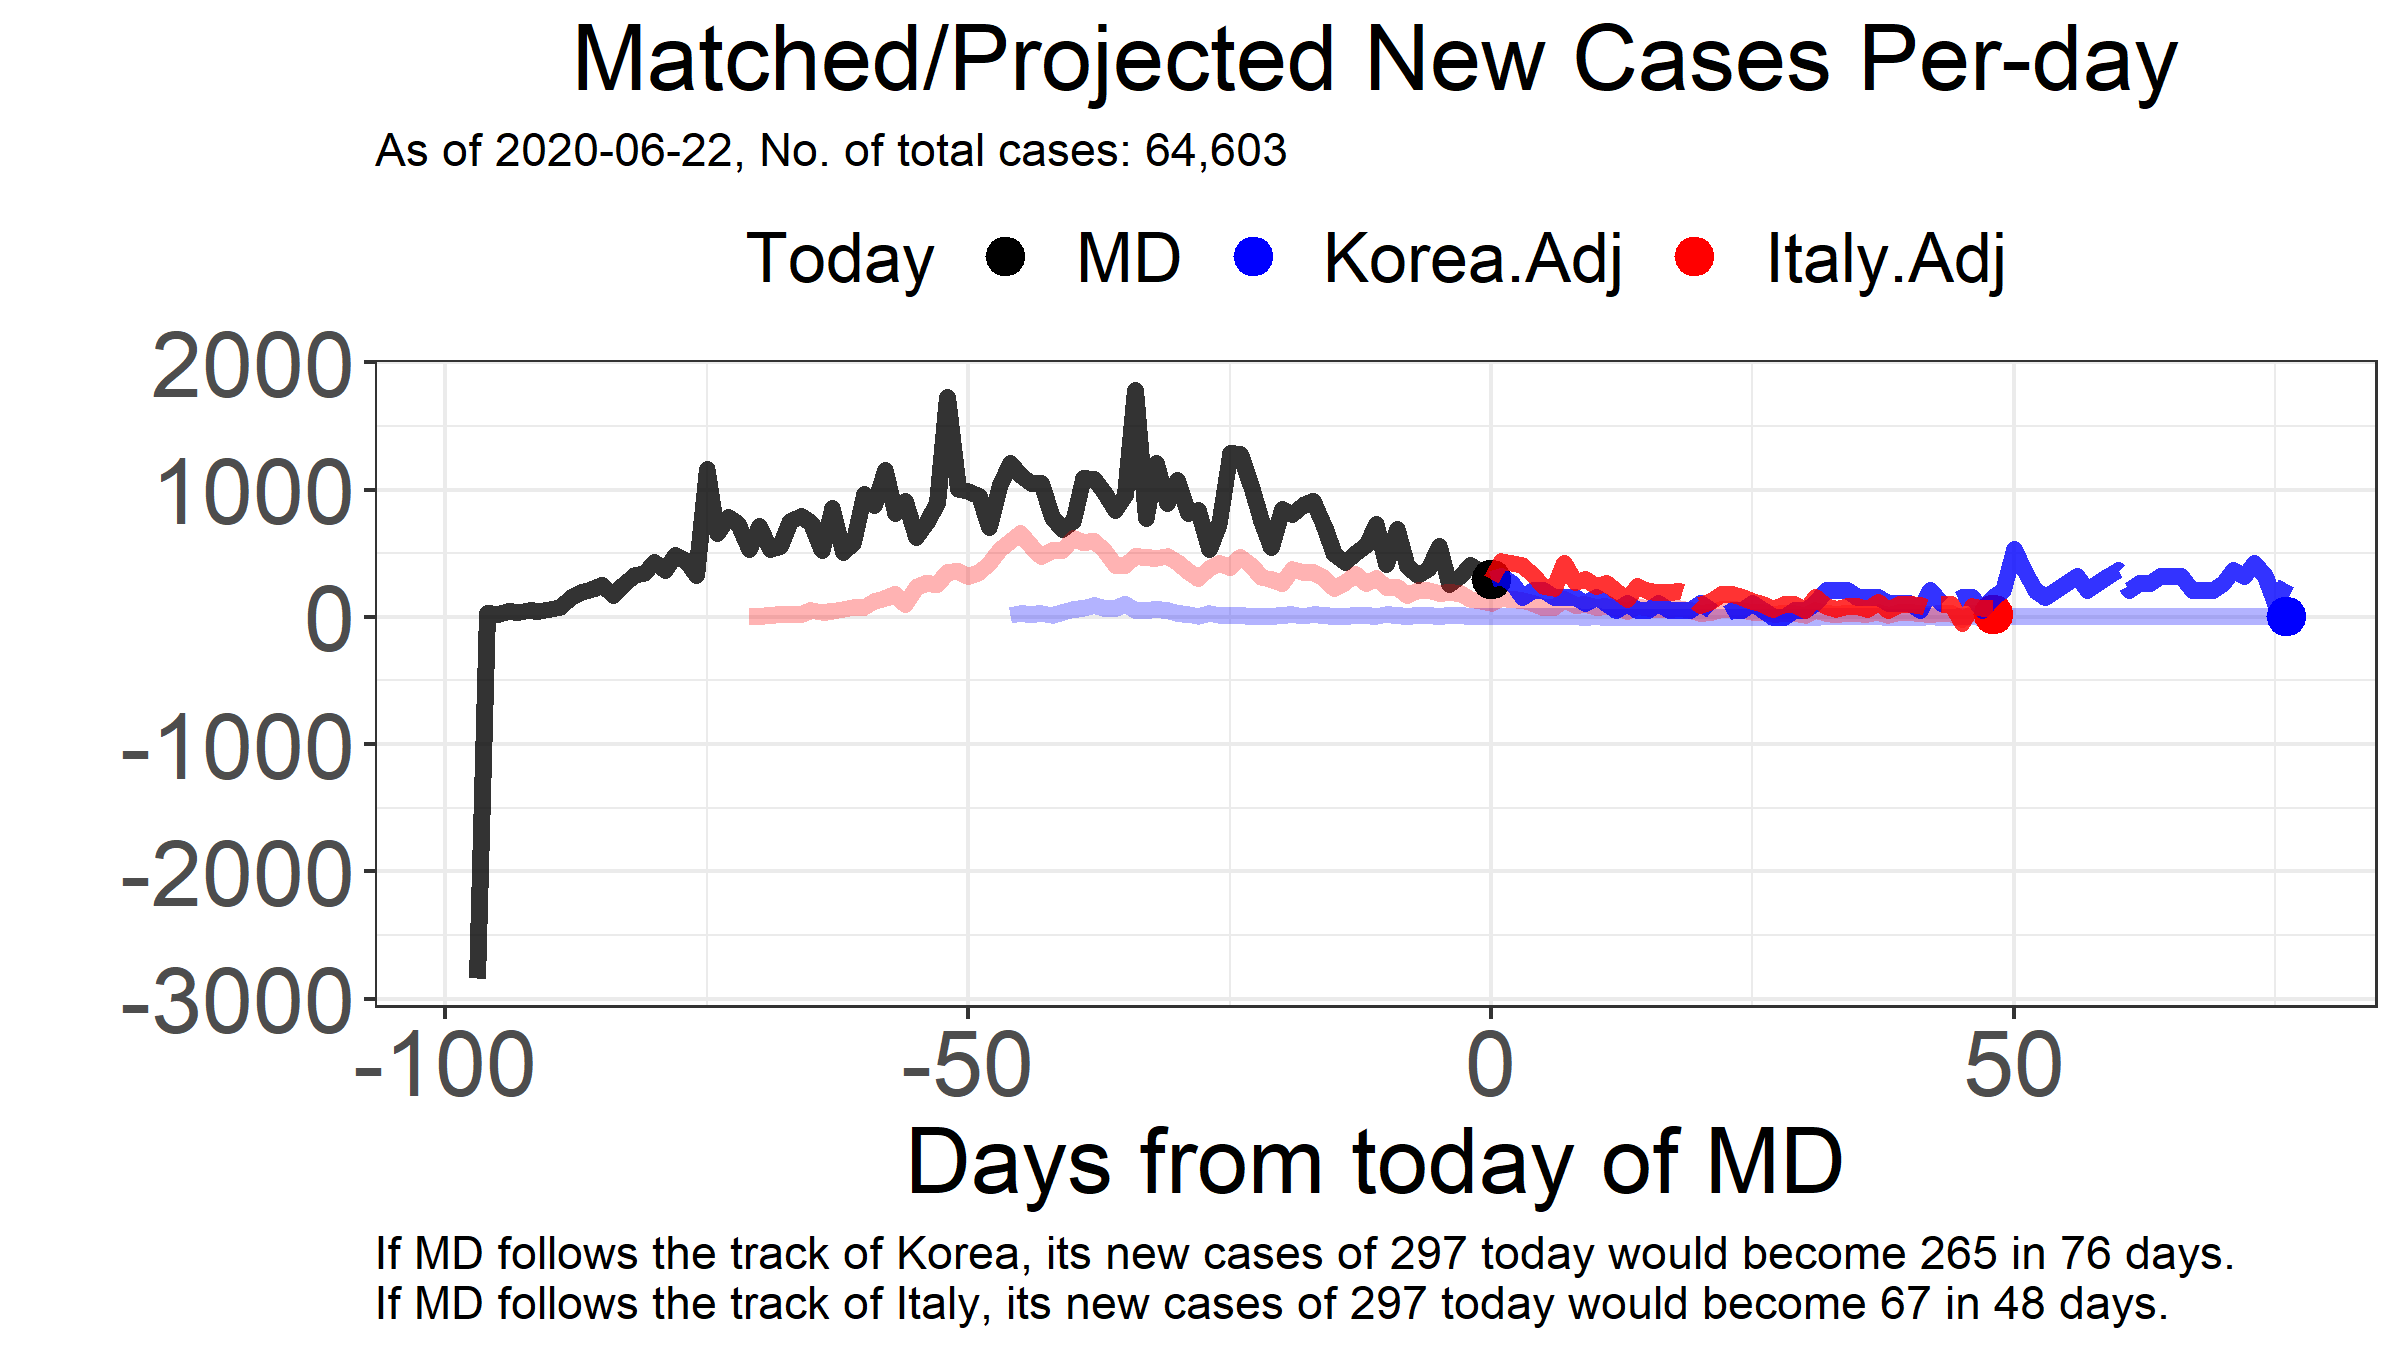 Matched/Projected New Cases Per-day
As of 2020-06-22, No. of total cases: 64,603
Today MD Korea.Adj Italy.Adj
2000
1000
0
-1000
-2000
-3000
-100 -50 0 50
Days from today of MD
If MD follows the track of Korea, its new cases of 297 today would become 265 in 76 days.
If MD follows the track of Italy, its new cases of 297 today would become 67 in 48 days.